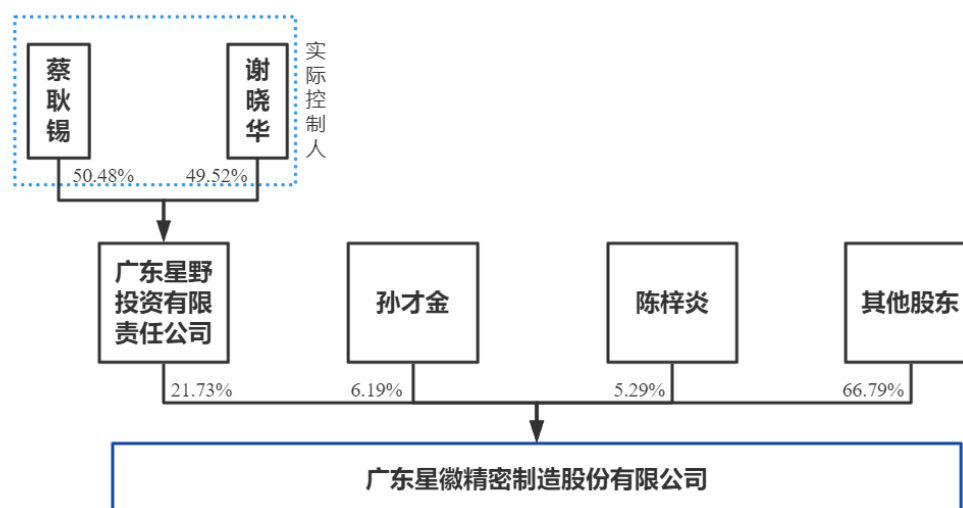 蔡耿锡
谢晓华
实际控制人
50.48%
49.52%
广东星野
投资有限
责任公司
孙才金
陈梓炎
其他股东
21.73%
6.19%
5.29%
66.79%
广东星徽精密制造股份有限公司